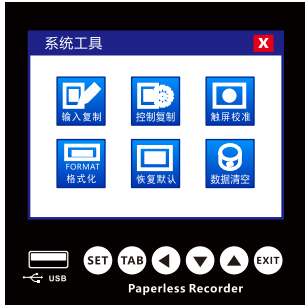 系统工具 X
输入复制 控制复制 触屏校准
FORMAT
格式化 恢复默认 数据清空
USB SET TAB EXIT
Paperless Recorder